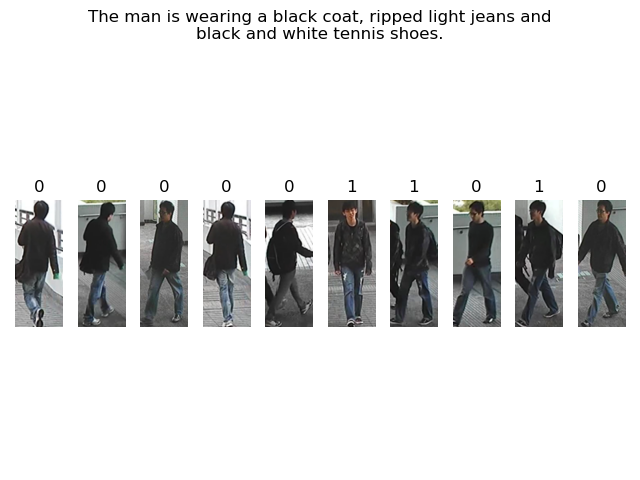 The man is wearing a black coat, ripped light jeans and
black and white tennis shoes.
0 0 0 0 0 1 1 0 1 0